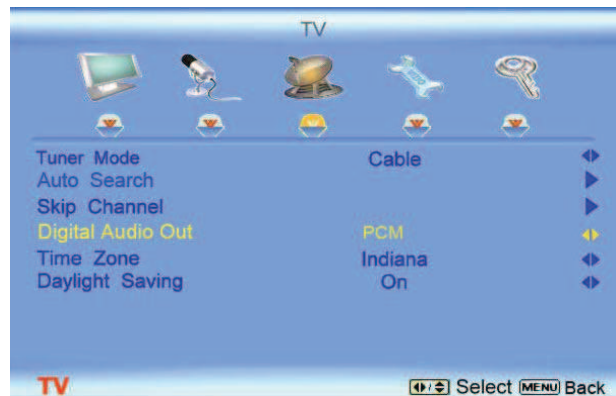 TV
Tuner Mode Cable
Auto Search
Skip Channel
Digital Audio Out PCM
Time Zone Indiana
Daylight Saving On
TV Select MENU Back